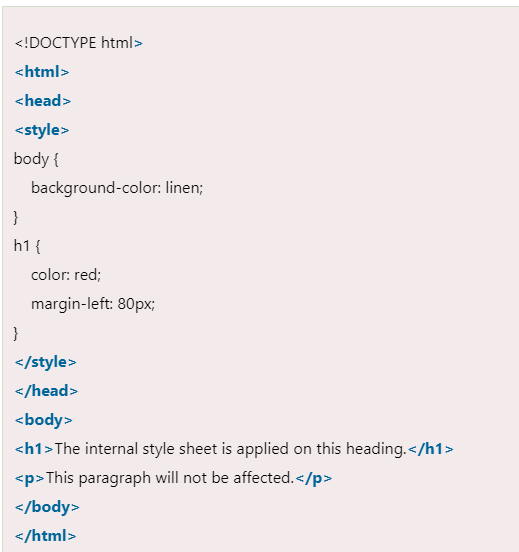 <!DOCTYPE html>
<html>
<head>
<style>
body {
    background-color: linen;
}
h1 {
    color: red;
    margin-left: 80px;
}
</style>
</head>
<body>
<h1>The internal style sheet is applied on this heading.</h1>
<p>This paragraph will not be affected.</p>
</body>
</html>